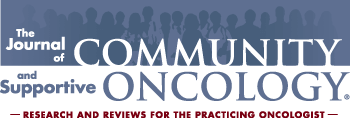 The Journal of COMMUNITY
and Supportive ONCOLOGY®
— RESEARCH AND REVIEWS FOR THE PRACTICING ONCOLOGIST —